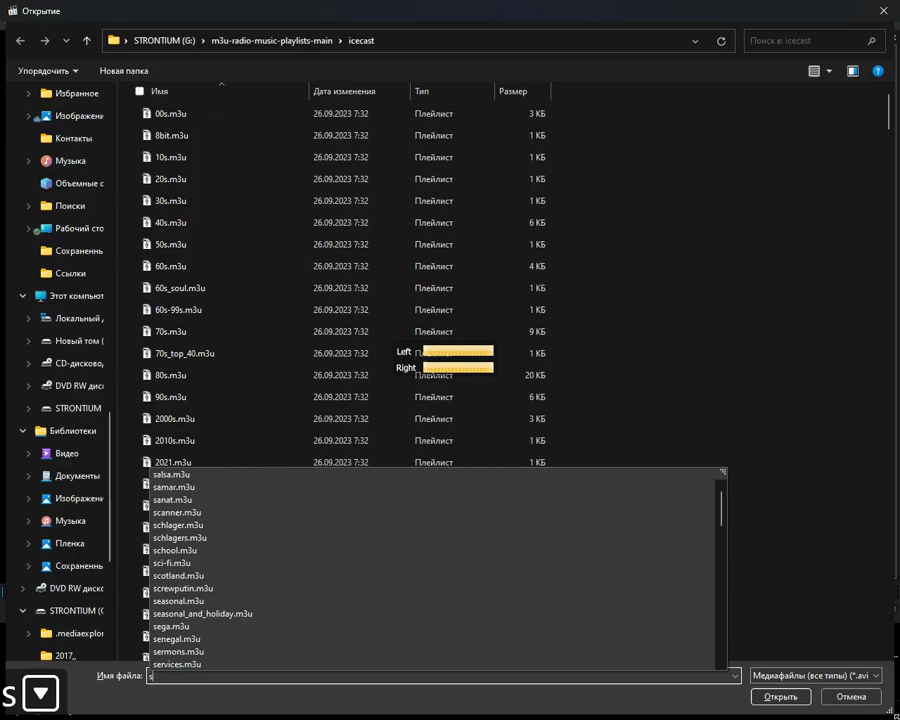 Открытие
STRONTIUM (G:) m3u-radio-music-playlists-main icecast
Поиск в: icecast
Упорядочить Новая папка
Имя Дата изменения Тип Размер
Избранное
Изображени
Контакты
Музыка
Объемные с
Поиски
Рабочий сто
Сохраненны
Ссылки
Этот компьют
Локальный д
Новый том (
CD-дисково,
DVD RW диск
STRONTIUM
Библиотеки
Видео
Документы
Изображени
Музыка
Пленка
Сохраненны
DVD RW диско
STRONTIUM (G
.mediaexplor
2017,,
00s.m3u 26.09.2023 7:32 Плейлист 3 КБ
8bit.m3u 26.09.2023 7:32 Плейлист 1 КБ
10s.m3u 26.09.2023 7:32 Плейлист 1 КБ
20s.m3u 26.09.2023 7:32 Плейлист 1 КБ
30s.m3u 26.09.2023 7:32 Плейлист 1 КБ
40s.m3u 26.09.2023 7:32 Плейлист 6 КБ
50s.m3u 26.09.2023 7:32 Плейлист 1 КБ
60s.m3u 26.09.2023 7:32 Плейлист 4 КБ
60s_soul.m3u 26.09.2023 7:32 Плейлист 1 КБ
60s-99s.m3u 26.09.2023 7:32 Плейлист 1 КБ
70s.m3u 26.09.2023 7:32 Плейлист 9 КБ
70s_top_40.m3u 26.09.2023 7:32 Плейлист 1 КБ
80s.m3u 26.09.2023 7:32 Плейлист 20 КБ
90s.m3u 26.09.2023 7:32 Плейлист 6 КБ
2000s.m3u 26.09.2023 7:32 Плейлист 3 КБ
2010s.m3u 26.09.2023 7:32 Плейлист 1 КБ
2021.m3u 26.09.2023 7:32 Плейлист 1 КБ
Left
Right
salsa.m3u
samar.m3u
sanat.m3u
scanner.m3u
schlager.m3u
schlagers.m3u
school.m3u
sci-fi.m3u
scotland.m3u
screwputin.m3u
seasonal.m3u
seasonal_and_holiday.m3u
sega.m3u
senegal.m3u
sermons.m3u
services.m3u
Имя файла: s
Медиафайлы (все типы) (*.avi
Открыть Отмена
s